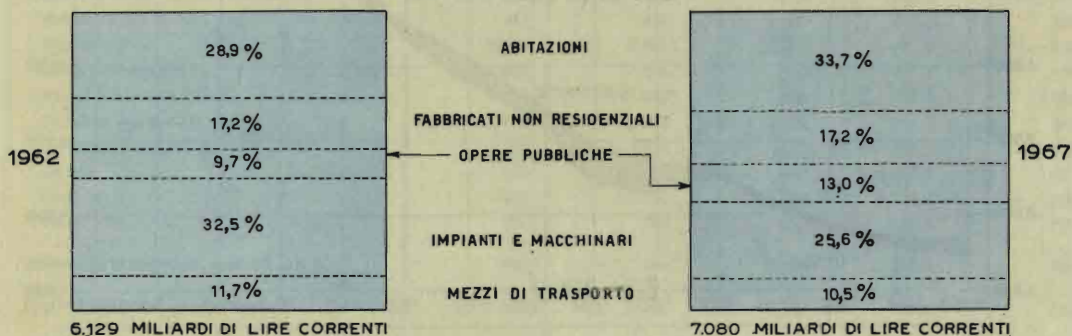 28,9 %
ABITAZIONI
33,7 %
17,2 %
FABBRICATI NON RESIDENZIALI
17,2 %
1962
9,7 %
OPERE PUBBLICHE
13,0 %
1967
32,5 %
IMPIANTI E MACCHINARI
25,6 %
11,7 %
MEZZI DI TRASPORTO
10,5 %
6.129 MILIARDI DI LIRE CORRENTI
7.080 MILIARDI DI LIRE CORRENTI